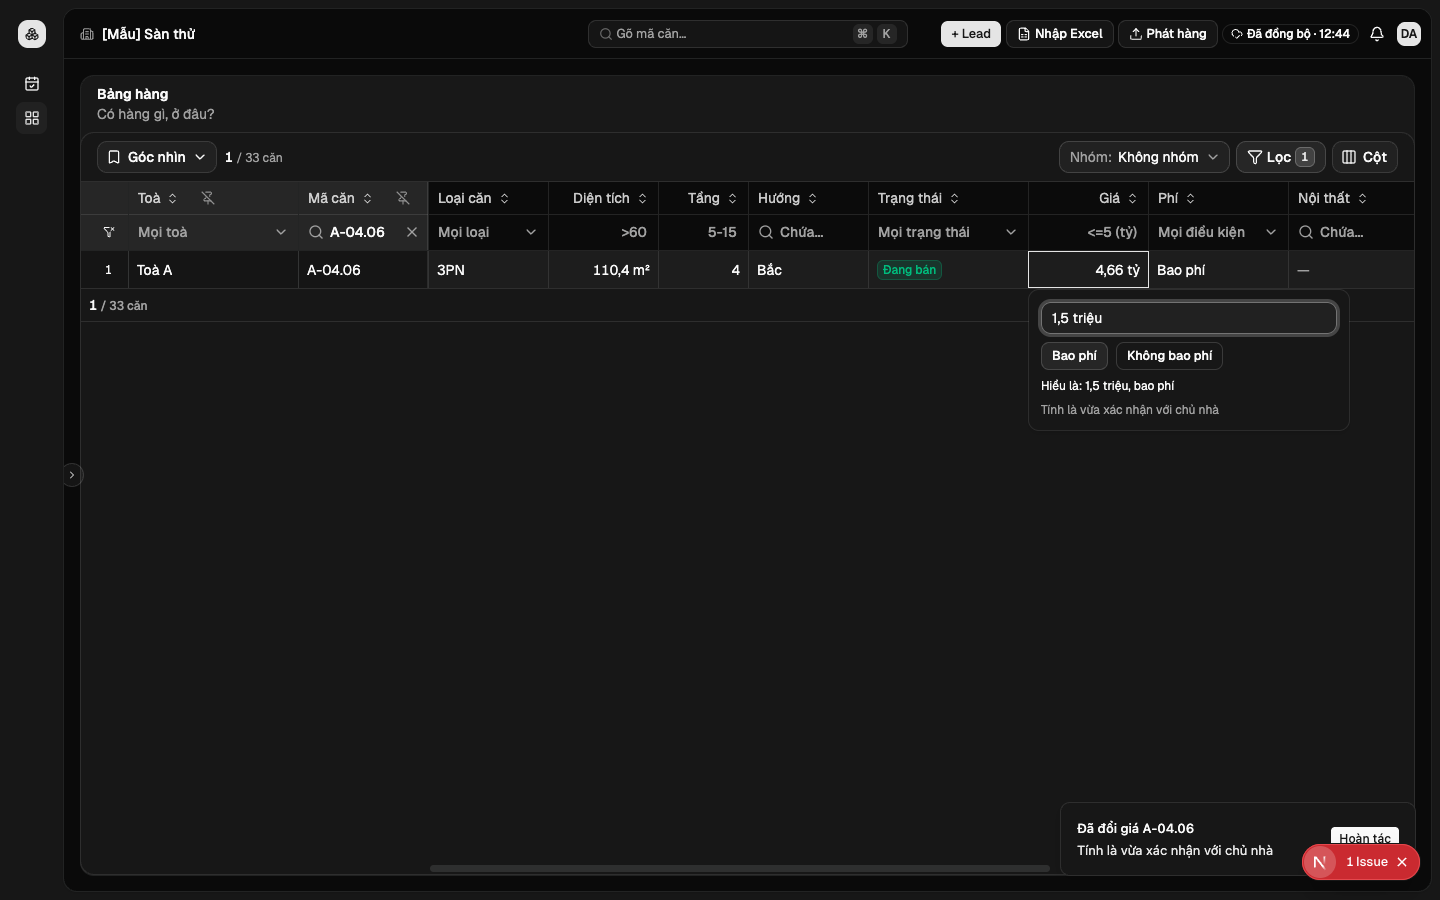 [Mẫu] Sàn thử
Gõ mã căn...
⌘ K
+ Lead
Nhập Excel
Phát hàng
Đã đồng bộ · 12:44
DA
Bảng hàng
Có hàng gì, ở đâu?
Góc nhìn
1 / 33 căn
Nhóm: Không nhóm
Lọc 1
Cột
Toà
Mã căn
Loại căn
Diện tích
Tầng
Hướng
Trạng thái
Giá
Phí
Nội thất
Mọi toà
A-04.06
Mọi loại
>60
5-15
Chứa...
Mọi trạng thái
<=5 (tỷ)
Mọi điều kiện
Chứa...
1
Toà A
A-04.06
3PN
110,4 m²
4
Bắc
Đang bán
4,66 tỷ
Bao phí
—
1 / 33 căn
1,5 triệu
Bao phí
Không bao phí
Hiểu là: 1,5 triệu, bao phí
Tính là vừa xác nhận với chủ nhà
Đã đổi giá A-04.06
Tính là vừa xác nhận với chủ nhà
Hoàn tác
N
1 Issue